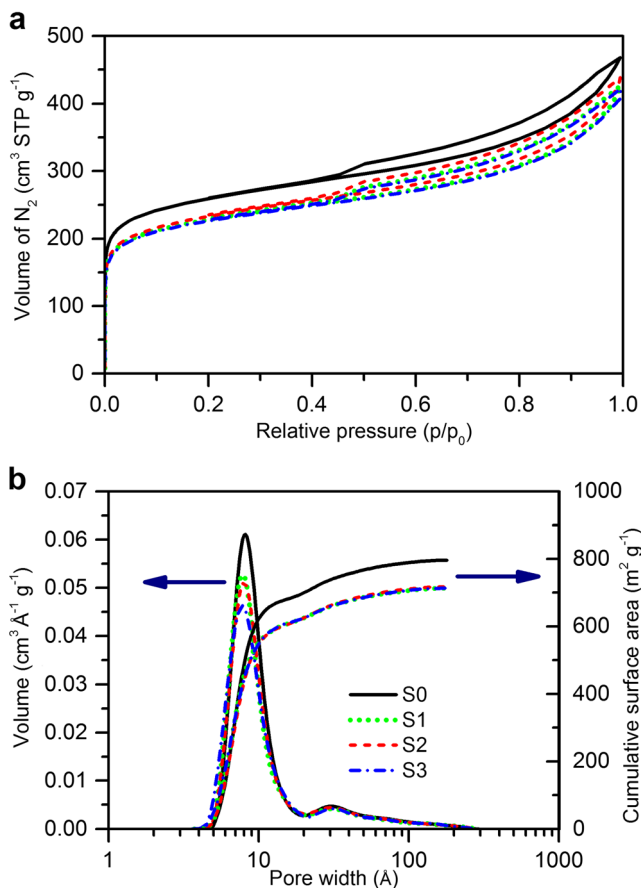 a
500
400
300
200
100
0
Volume of N₂ (cm³ STP g⁻¹)
0.0 0.2 0.4 0.6 0.8 1.0
Relative pressure (p/p₀)
b
0.07
0.06
0.05
0.04
0.03
0.02
0.01
0.00
Volume (cm³ Å⁻¹ g⁻¹)
1000
800
600
400
200
0
Cumulative surface area (m² g⁻¹)
S0
S1
S2
S3
1 10 100 1000
Pore width (Å)